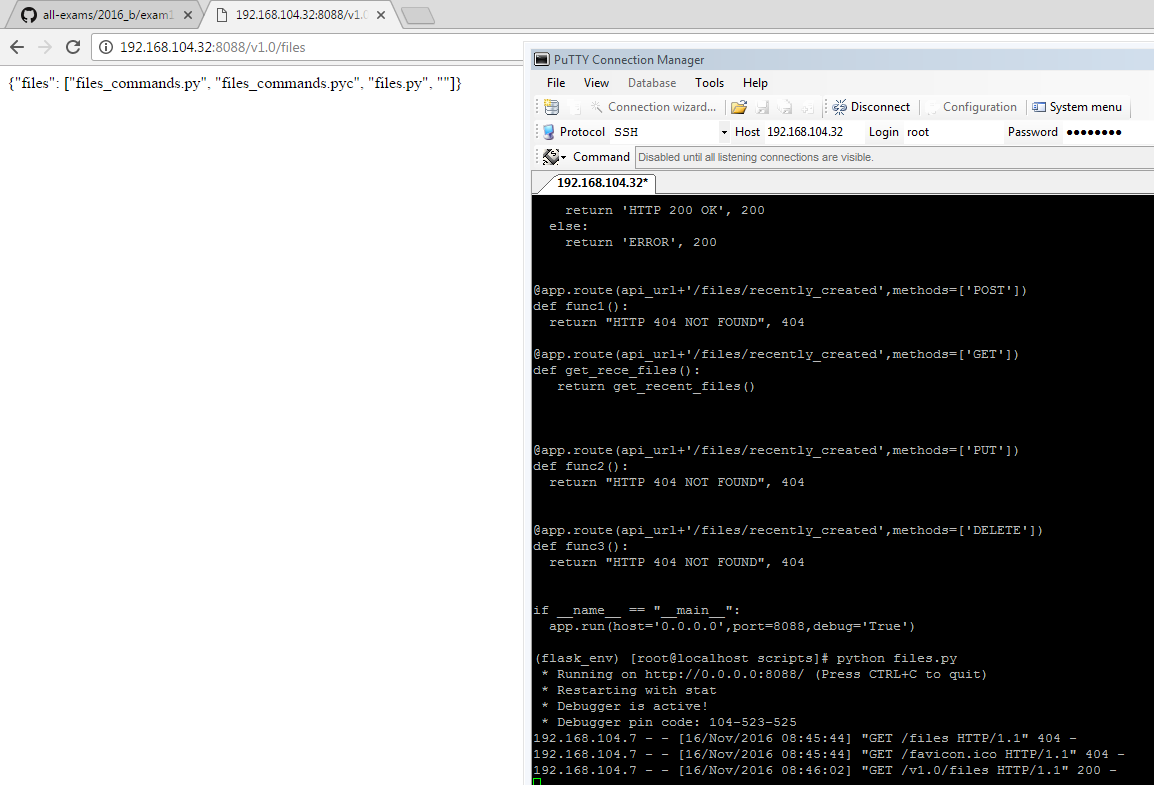 all-exams/2016_b/exam1
192.168.104.32:8088/v1.0
192.168.104.32:8088/v1.0/files
{"files": ["files_commands.py", "files_commands.pyc", "files.py", ""]}
PuTTY Connection Manager
File View Database Tools Help
Connection wizard... Disconnect Configuration System menu
Protocol SSH Host 192.168.104.32 Login root Password ●●●●●●●●
Command Disabled until all listening connections are visible.
192.168.104.32*
return 'HTTP 200 OK', 200
else:
return 'ERROR', 200
@app.route(api_url+'/files/recently_created',methods=['POST'])
def func1():
return "HTTP 404 NOT FOUND", 404
@app.route(api_url+'/files/recently_created',methods=['GET'])
def get_rece_files():
return get_recent_files()
@app.route(api_url+'/files/recently_created',methods=['PUT'])
def func2():
return "HTTP 404 NOT FOUND", 404
@app.route(api_url+'/files/recently_created',methods=['DELETE'])
def func3():
return "HTTP 404 NOT FOUND", 404
if __name__ == "__main__":
app.run(host='0.0.0.0',port=8088,debug='True')
(flask_env) [root@localhost scripts]# python files.py
* Running on http://0.0.0.0:8088/ (Press CTRL+C to quit)
* Restarting with stat
* Debugger is active!
* Debugger pin code: 104-523-525
192.168.104.7 - - [16/Nov/2016 08:45:44] "GET /files HTTP/1.1" 404 -
192.168.104.7 - - [16/Nov/2016 08:45:44] "GET /favicon.ico HTTP/1.1" 404 -
192.168.104.7 - - [16/Nov/2016 08:46:02] "GET /v1.0/files HTTP/1.1" 200 -